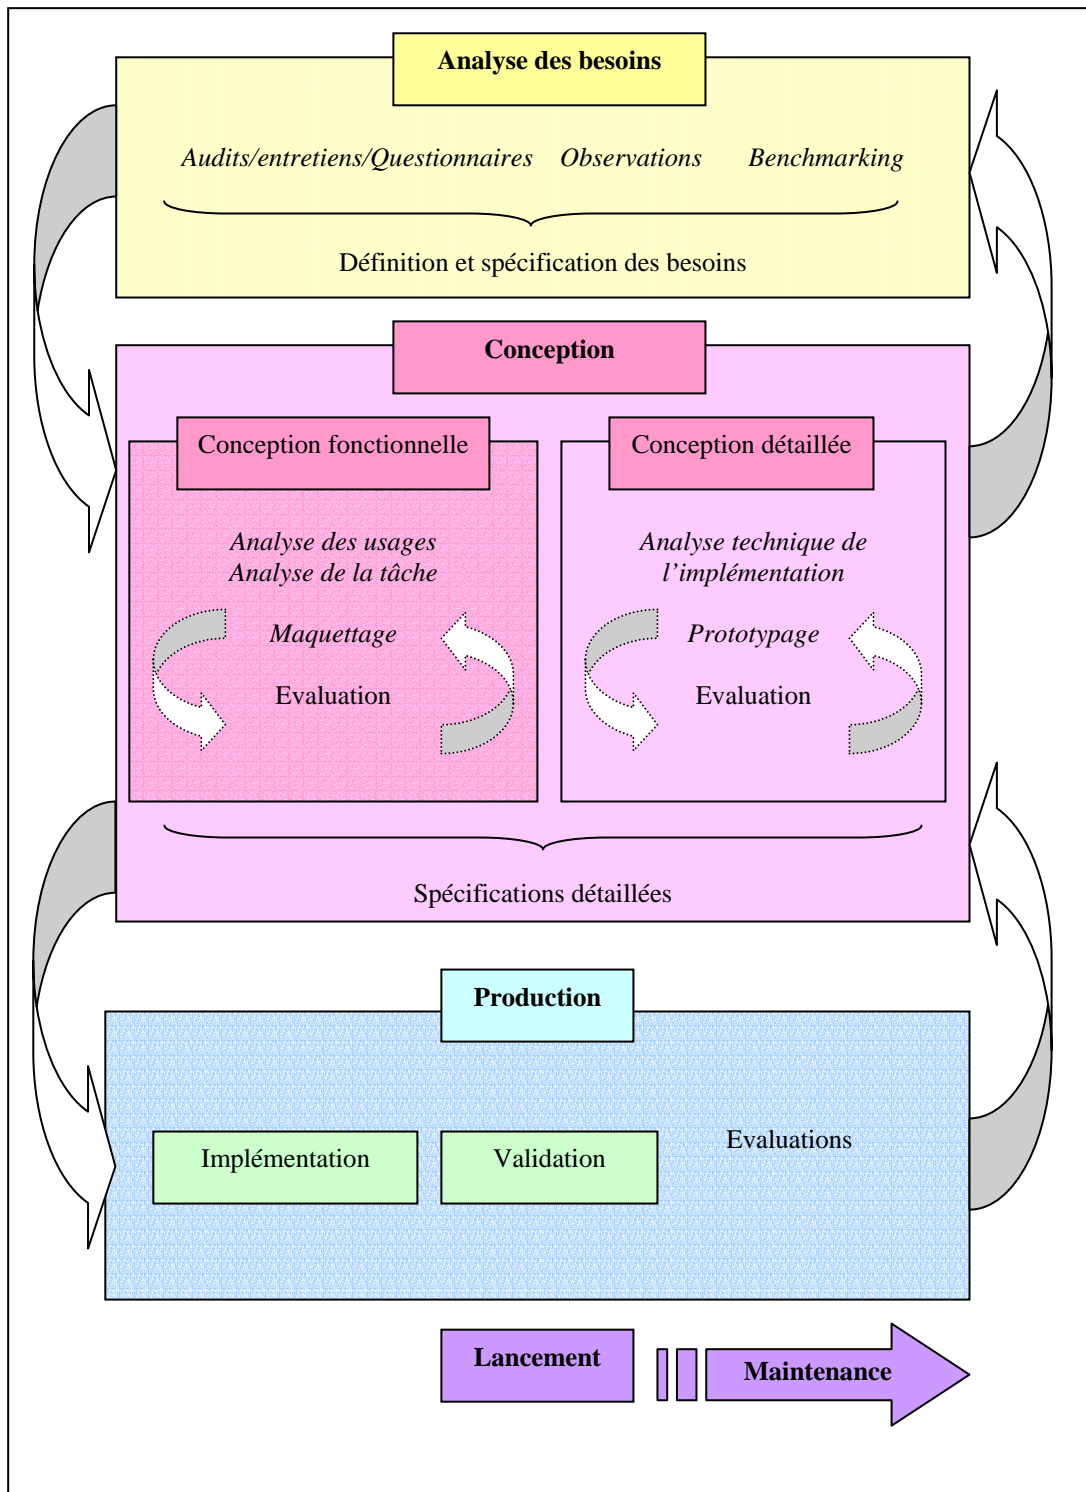 Analyse des besoins
Audits/entretiens/Questionnaires Observations Benchmarking
Définition et spécification des besoins
Conception
Conception fonctionnelle
Analyse des usages
Analyse de la tâche
Maquettage
Evaluation
Conception détaillée
Analyse technique de
l’implémentation
Prototypage
Evaluation
Spécifications détaillées
Production
Implémentation
Validation
Evaluations
Lancement
Maintenance